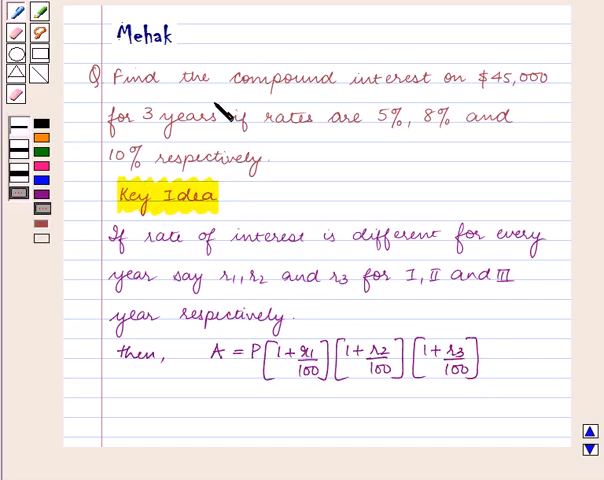 Mehak
Q Find the compound interest on $45,000
for 3 years if rates are 5%, 8% and
10% respectively.
Key Idea
If rate of interest is different for every
year say r1, r2 and r3 for I, II and III
year respectively.
then, A = P [1 + r1/100] [1 + r2/100] [1 + r3/100]